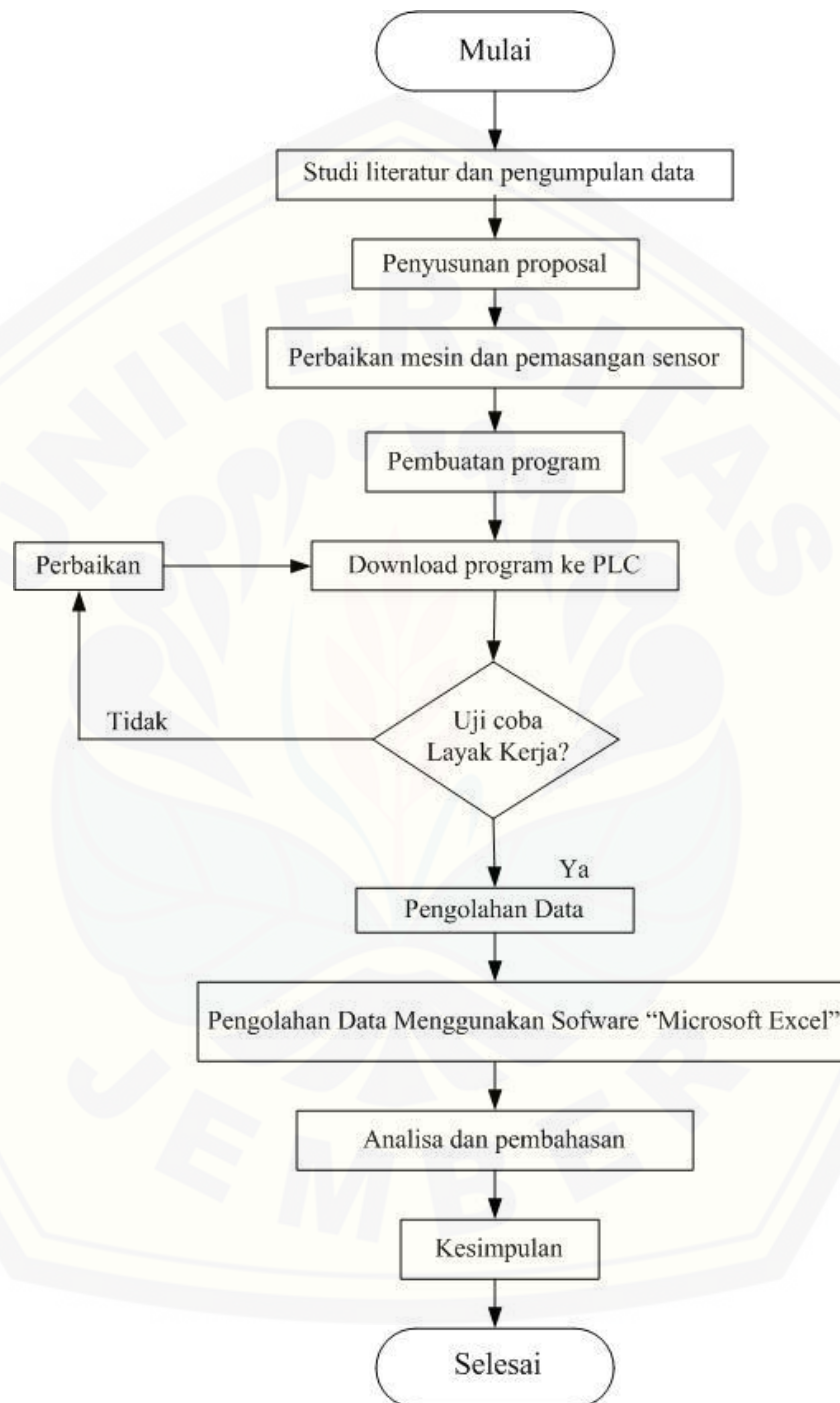 Mulai
Studi literatur dan pengumpulan data
Penyusunan proposal
Perbaikan mesin dan pemasangan sensor
Pembuatan program
Perbaikan
Download program ke PLC
Tidak
Uji coba
Layak Kerja?
Ya
Pengolahan Data
Pengolahan Data Menggunakan Sofware “Microsoft Excel”
Analisa dan pembahasan
Kesimpulan
Selesai
UNIVERSITAS
JEMBER